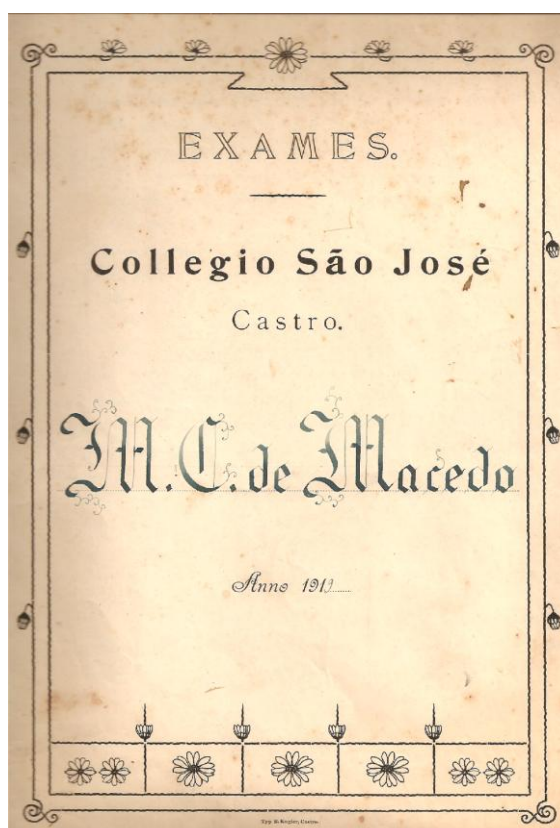 EXAMES.
Collegio São José
Castro.
M. C. de Macedo
Anno 1919